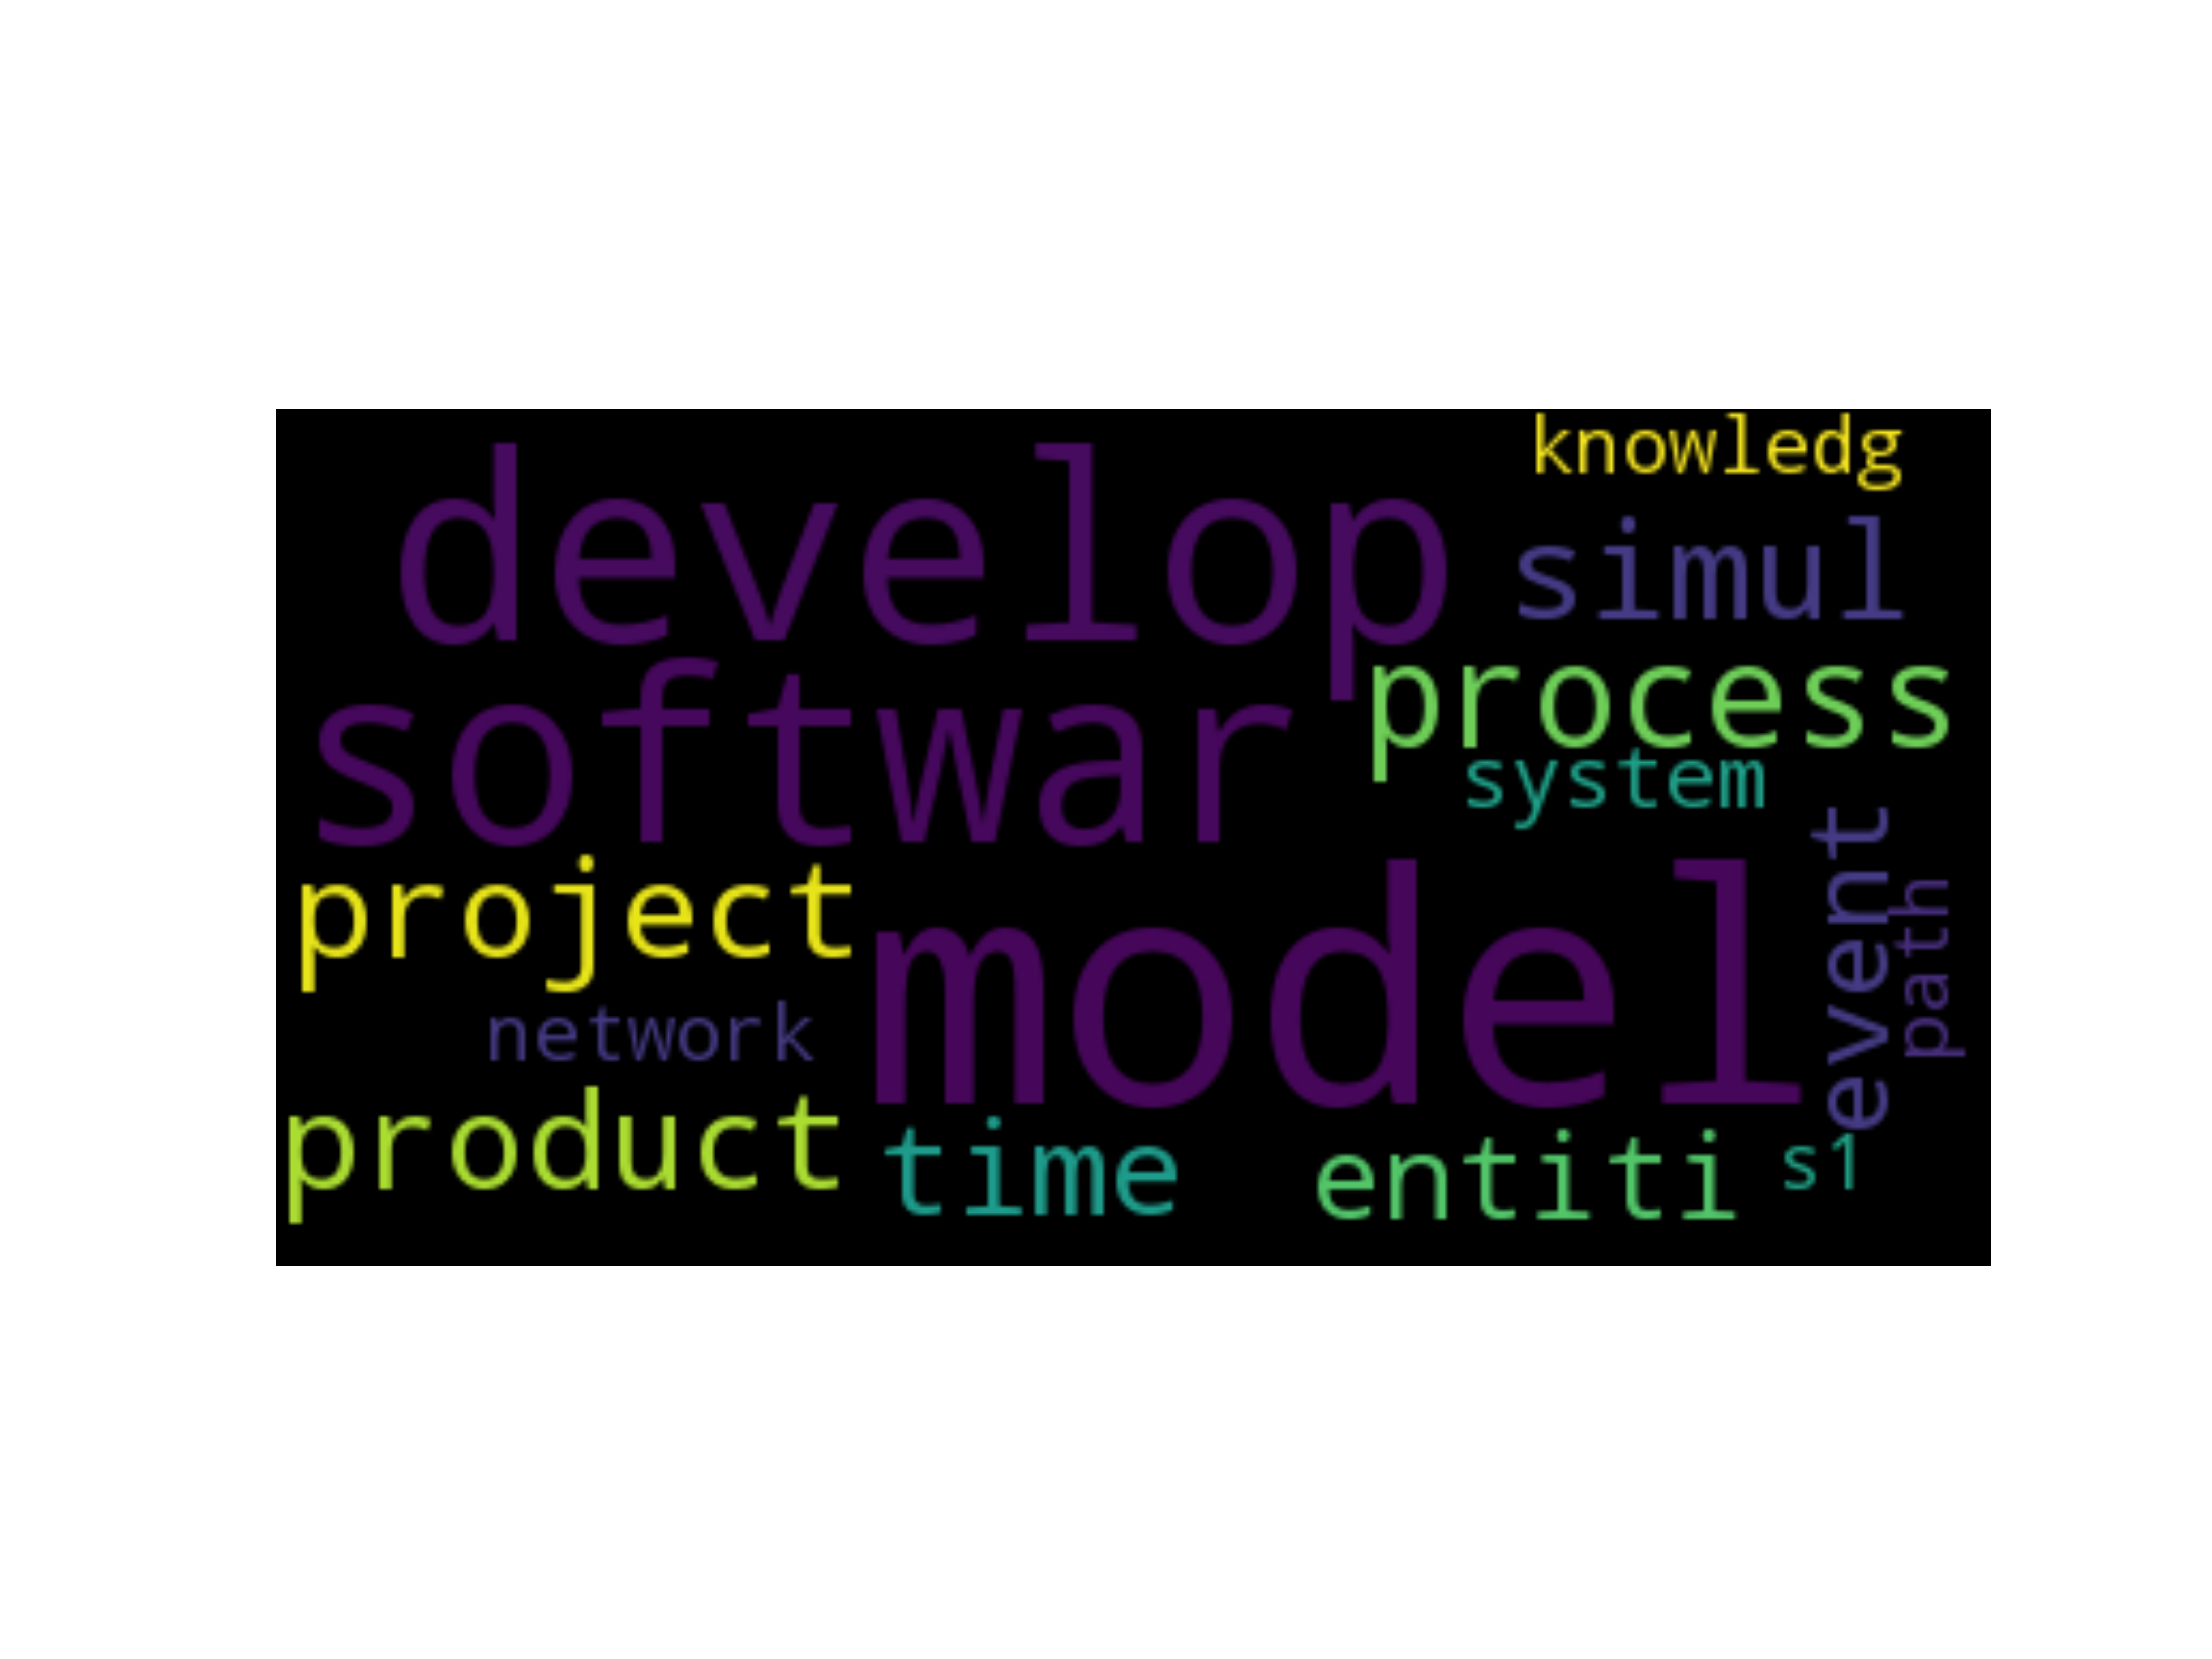 knowledg
develop
simul
process
softwar
system
event
path
project
model
network
product
time
entiti
s1